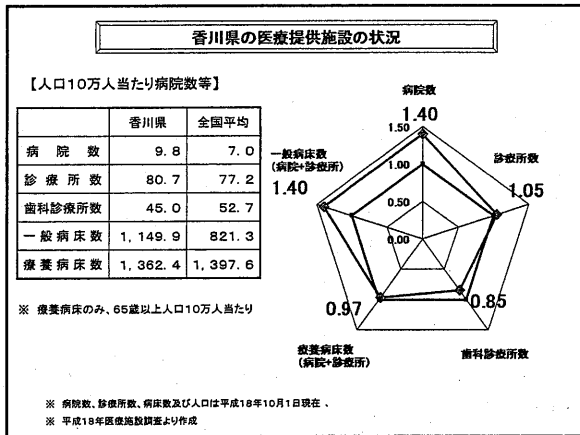 香川県の医療提供施設の状況
【人口10万人当たり病院数等】
香川県 全国平均
病院数 9.8 7.0
診療所数 80.7 77.2
歯科診療所数 45.0 52.7
一般病床数 1,149.9 821.3
療養病床数 1,362.4 1,397.6
※ 療養病床のみ、65歳以上人口10万人当たり
病院数
1.40
1.50
1.00
0.50
0.00
診療所数
1.05
一般病床数
(病院+診療所)
1.40
0.97
療養病床数
(病院+診療所)
0.85
歯科診療所数
※ 病院数、診療所数、病床数及び人口は平成18年10月1日現在 .
※ 平成18年医療施設調査より作成